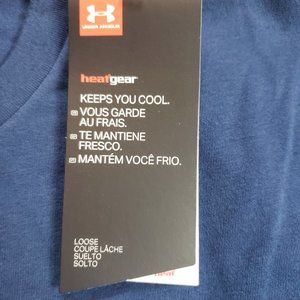 UNDER ARMOUR
heatgear
KEEPS YOU COOL.
VOUS GARDE
AU FRAIS.
TE MANTIENE
FRESCO.
MANTÉM VOCÊ FRIO.
LOOSE
COUPE LÂCHE
SUELTO
SOLTO